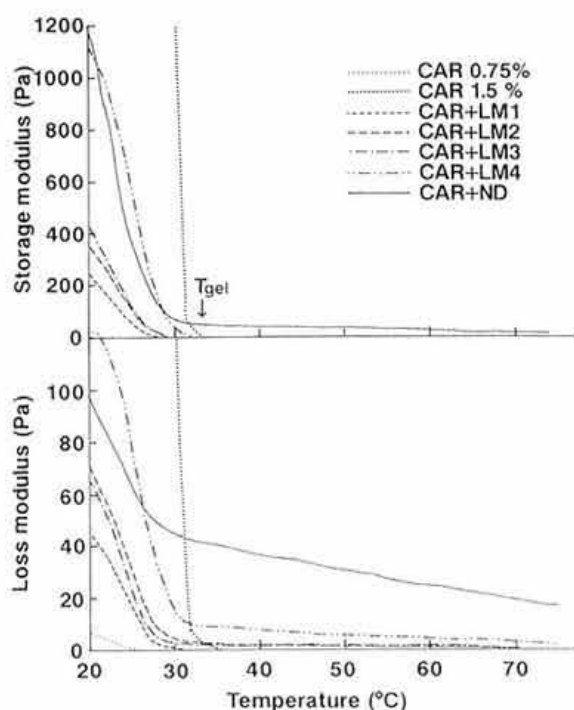 Storage modulus (Pa)
1200
1000
800
600
400
200
0
CAR 0.75%
CAR 1.5 %
CAR+LM1
CAR+LM2
CAR+LM3
CAR+LM4
CAR+ND
Tgel
Loss modulus (Pa)
100
80
60
40
20
0
20 30 40 50 60 70
Temperature (°C)